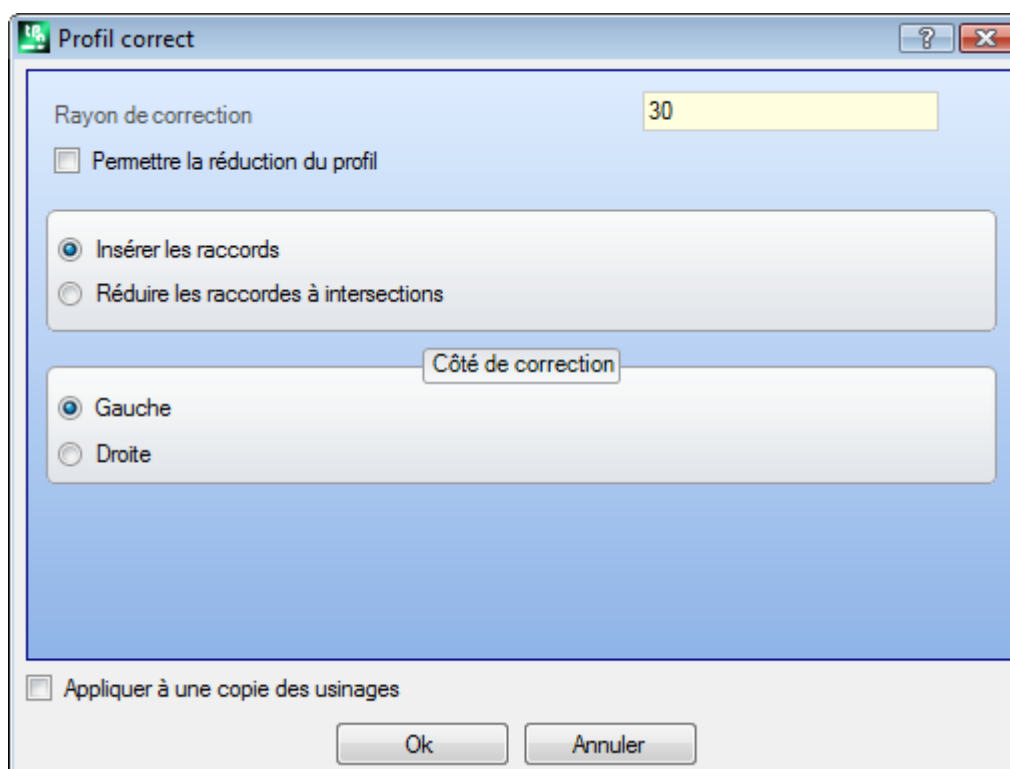 Profil correct
Rayon de correction 30
Permettre la réduction du profil
Insérer les raccords
Réduire les raccordes à intersections
Côté de correction
Gauche
Droite
Appliquer à une copie des usinages
Ok Annuler